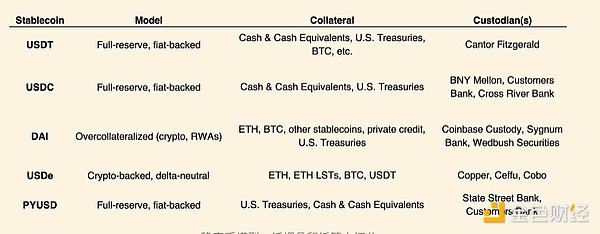 Stablecoin Model Collateral Custodian(s)
USDT Full-reserve, fiat-backed Cash & Cash Equivalents, U.S. Treasuries,
BTC, etc. Cantor Fitzgerald
USDC Full-reserve, fiat-backed Cash & Cash Equivalents, U.S. Treasuries BNY Mellon, Customers
Bank, Cross River Bank
DAI Overcollateralized (crypto, RWAs) ETH, BTC, other stablecoins, private credit,
U.S. Treasuries Coinbase Custody, Sygnum
Bank, Wedbush Securities
USDe Crypto-backed, delta-neutral ETH, ETH LSTs, BTC, USDT Copper, Ceffu, Cobo
PYUSD Full-reserve, fiat-backed U.S. Treasuries, Cash & Cash Equivalents State Street Bank,
Customers Bank
金色财经